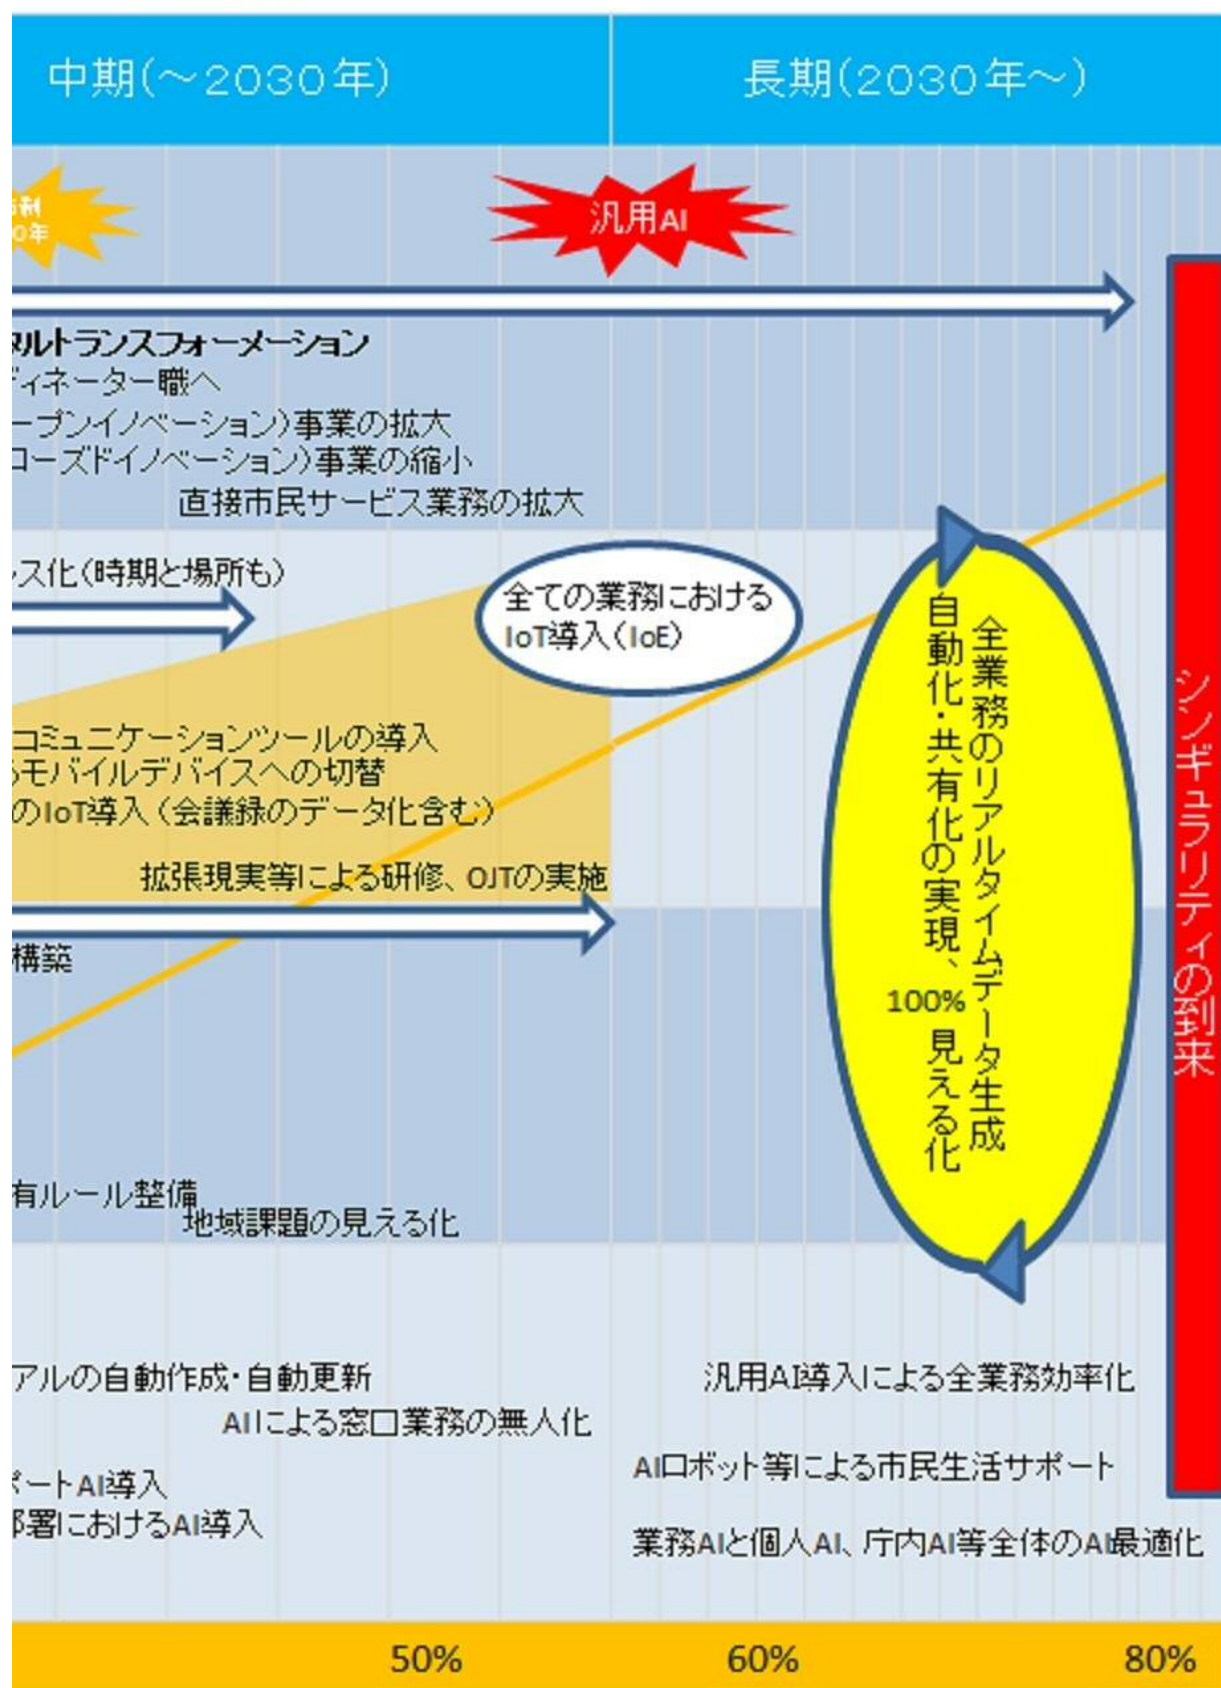 中期(～2030年)
長期(2030年～)
0年
汎用AI
ルトランスフォーメーション
ディネーター職へ
ープンイノベーション)事業の拡大
ローズドイノベーション)事業の縮小
直接市民サービス業務の拡大
レス化(時期と場所も)
全ての業務における
IoT導入(IoE)
コミュニケーションツールの導入
モバイルデバイスへの切替
のIoT導入(会議録のデータ化含む)
拡張現実等による研修、OJTの実施
構築
全業務のリアルタイムデータ生成
自動化・共有化の実現、100%見える化
シンギュラリティの到来
有ルール整備
地域課題の見える化
アルの自動作成・自動更新
AIによる窓口業務の無人化
ポートAI導入
部署におけるAI導入
汎用AI導入による全業務効率化
AIロボット等による市民生活サポート
業務AIと個人AI、庁内AI等全体のAI最適化
50%
60%
80%